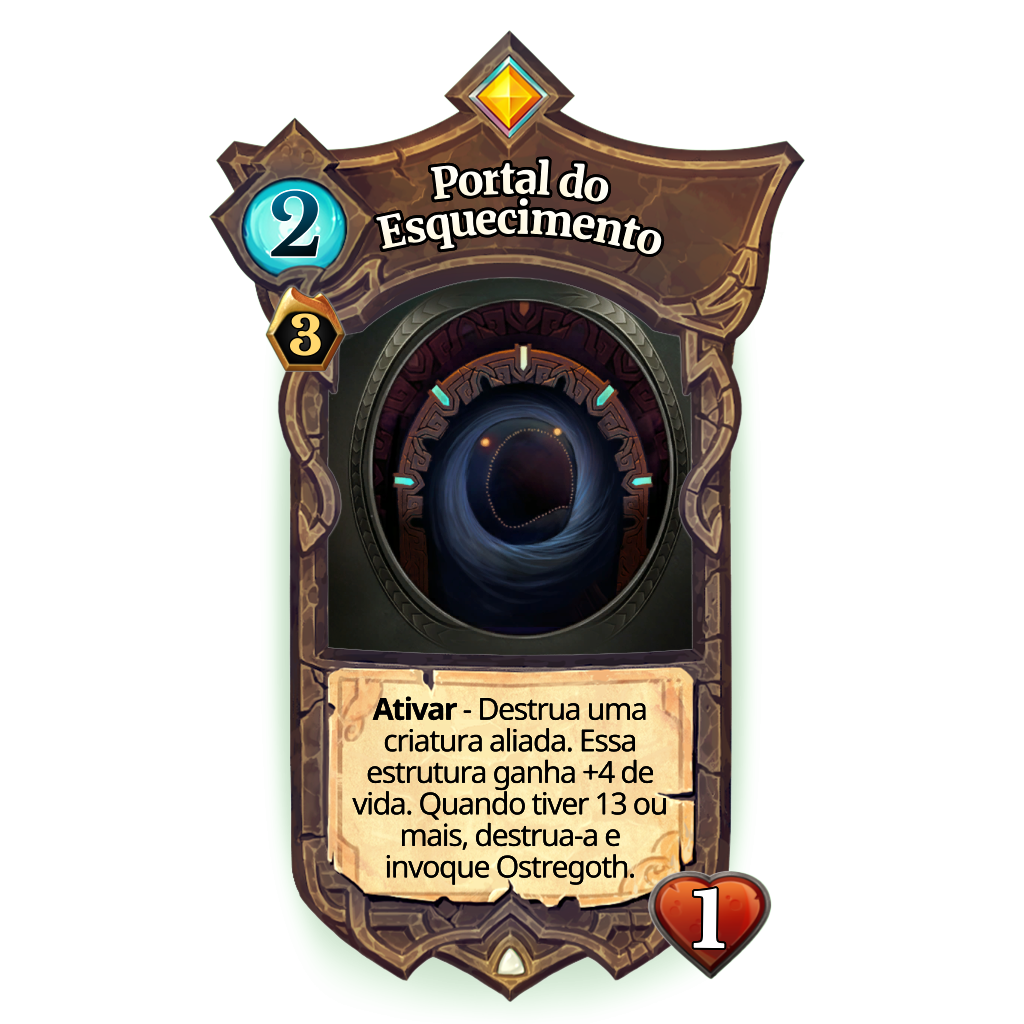 Portal do
Esquecimento
2
3
Ativar - Destrua uma
criatura aliada. Essa
estrutura ganha +4 de
vida. Quando tiver 13 ou
mais, destrua-a e
invoque Ostregoth.
1